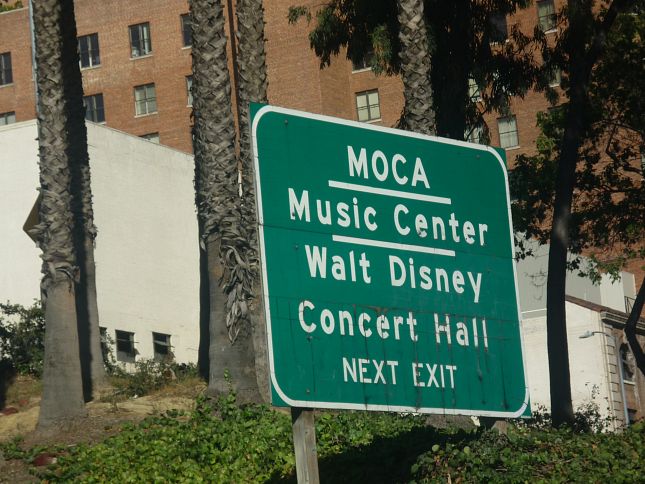 MOCA
Music Center
Walt Disney
Concert Hall
NEXT EXIT